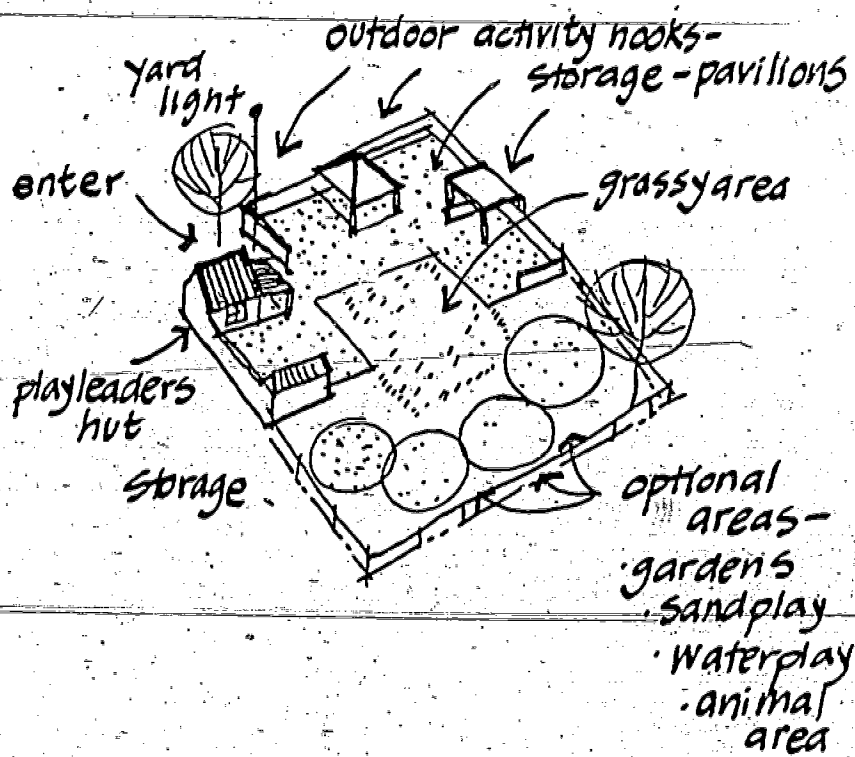 outdoor activity nooks-
storage-pavilions
yard
light
enter
grassy area
playleaders
hut
storage
optional
areas-
·gardens
·sandplay
·waterplay
·animal
area